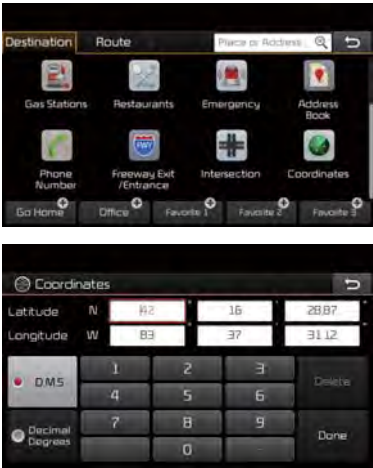 Destination Route Place or Address
Gas Stations Restaurants Emergency Address Book
FWY
Phone Number Freeway Exit /Entrance Intersection Coordinates
Go Home Office Favorite 1 Favorite 2 Favorite 3
Coordinates
Latitude N 42 ° 16 ' 28.87 "
Longitude W 83 ° 37 ' 31.12 "
D.M.S 1 2 3 Delete
4 5 6
Decimal Degrees 7 8 9 Done
0